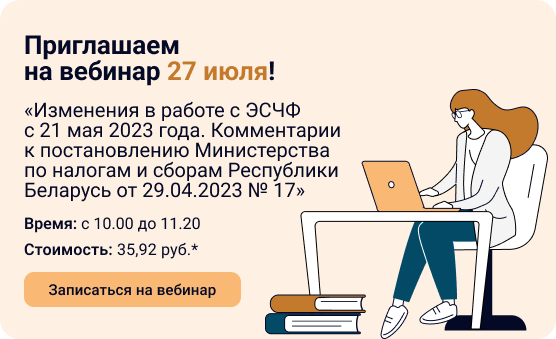 Приглашаем
на вебинар 27 июля!
«Изменения в работе с ЭСЧФ
с 21 мая 2023 года. Комментарии
к постановлению Министерства
по налогам и сборам Республики
Беларусь от 29.04.2023 № 17»
Время: с 10.00 до 11.20
Стоимость: 35,92 руб.*
Записаться на вебинар